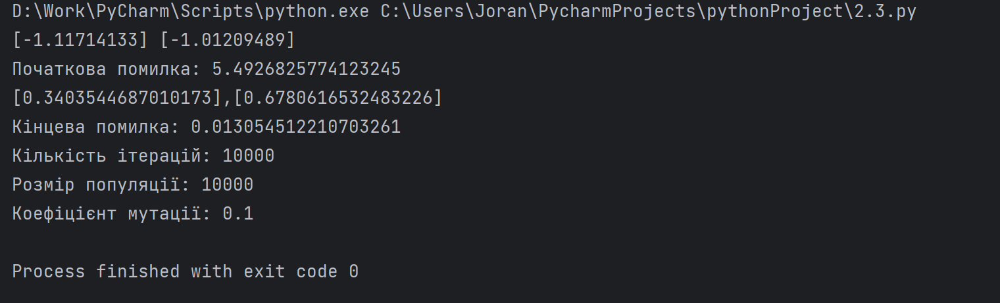 D:\Work\PyCharm\Scripts\python.exe C:\Users\Joran\PycharmProjects\pythonProject\2.3.py
[-1.11714133] [-1.01209489]
Початкова помилка: 5.4926825774123245
[0.3403544687010173],[0.6780616532483226]
Кінцева помилка: 0.013054512210703261
Кількість ітерацій: 10000
Розмір популяції: 10000
Коефіцієнт мутації: 0.1
Process finished with exit code 0